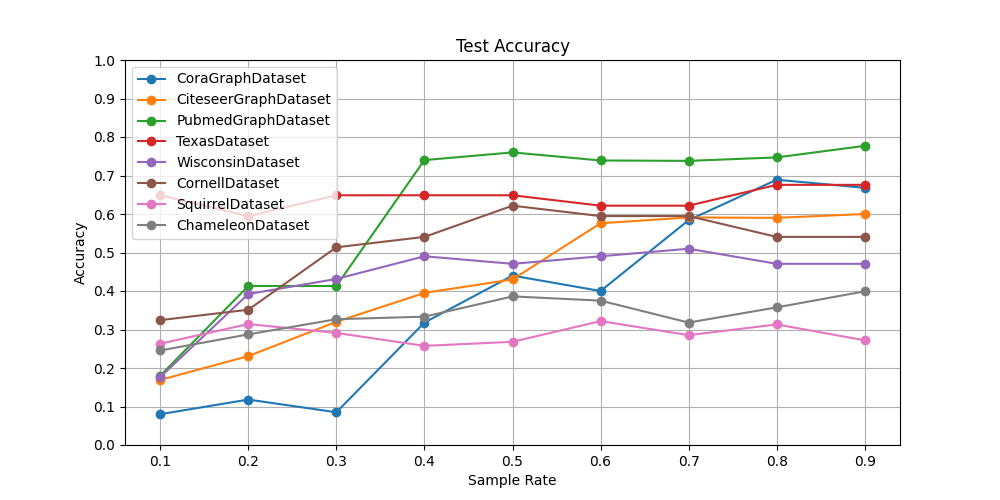 Test Accuracy
1.0
0.9
0.8
0.7
0.6
0.5
0.4
0.3
0.2
0.1
0.0
Accuracy
CoraGraphDataset
CiteseerGraphDataset
PubmedGraphDataset
TexasDataset
WisconsinDataset
CornellDataset
SquirrelDataset
ChameleonDataset
0.1 0.2 0.3 0.4 0.5 0.6 0.7 0.8 0.9
Sample Rate